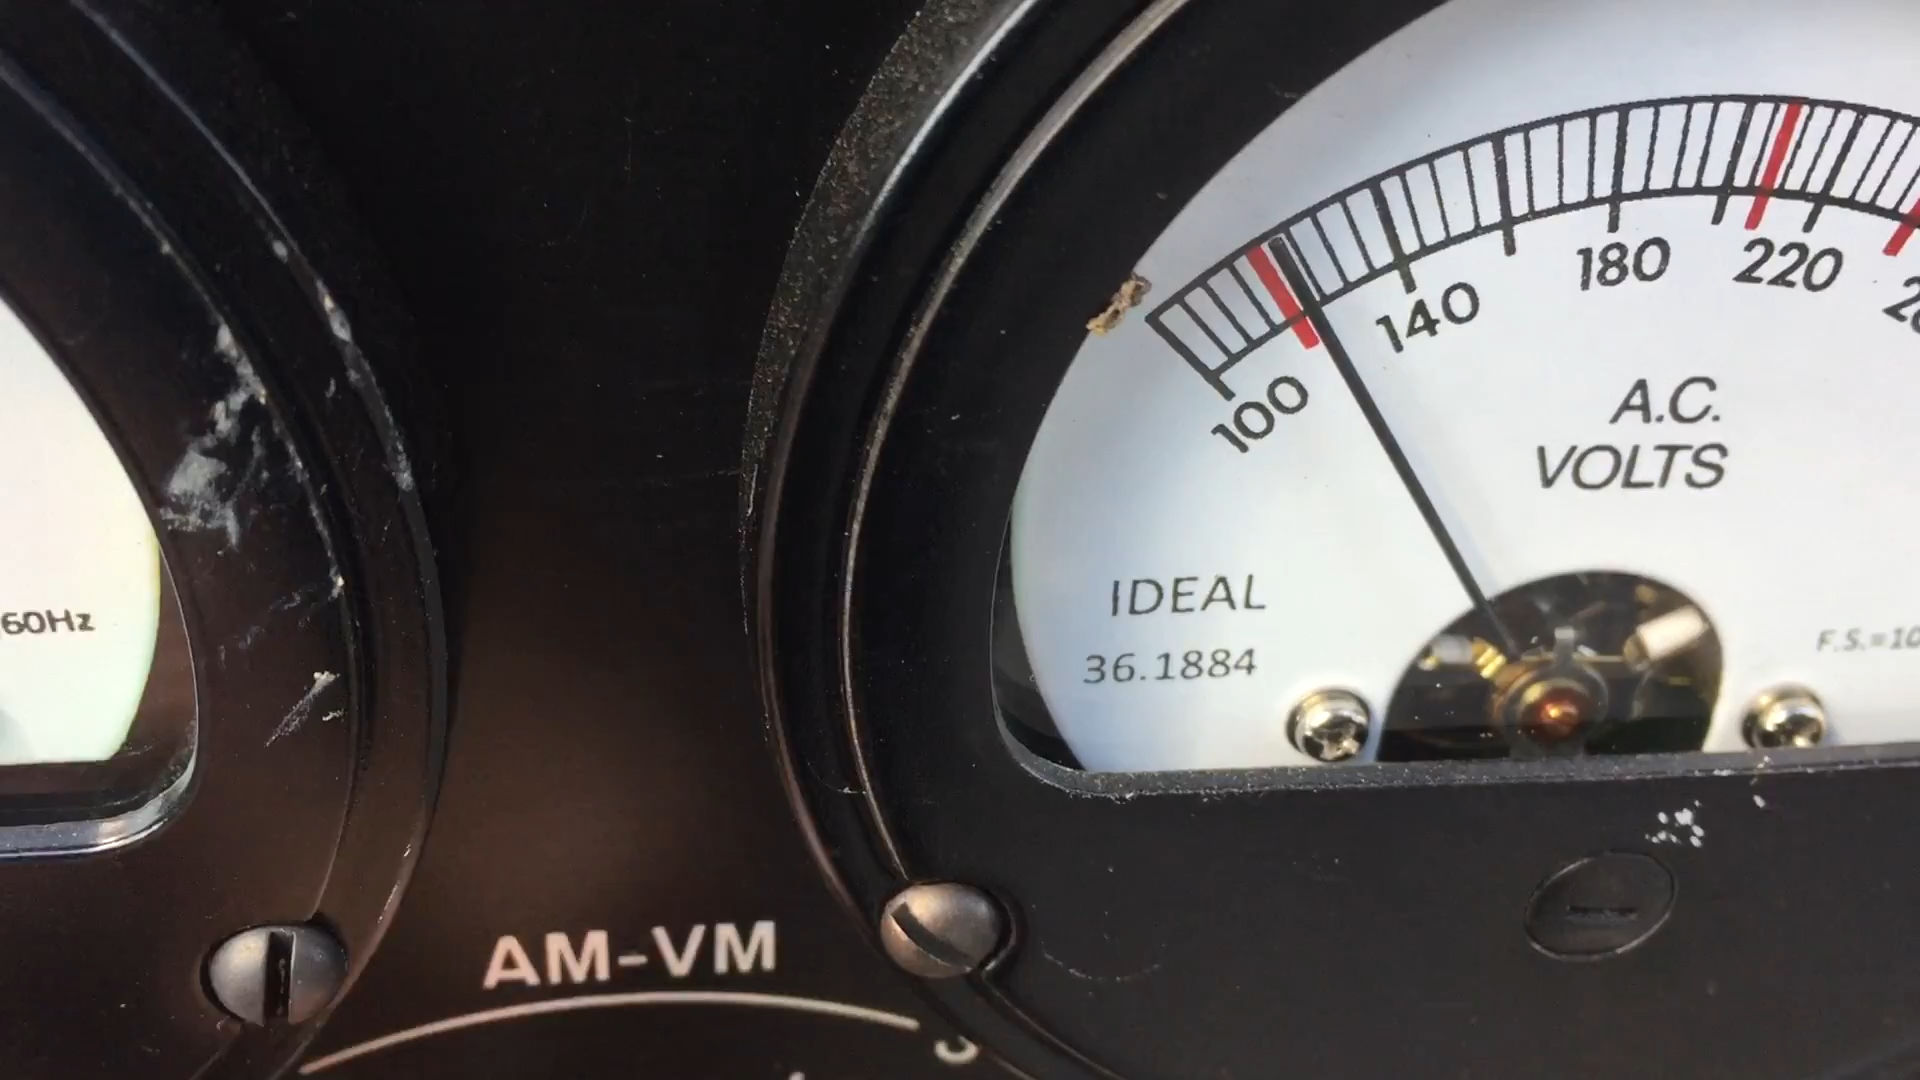 60Hz
100
140
180
220
A.C.
VOLTS
IDEAL
36.1884
F.S.=10
AM-VM